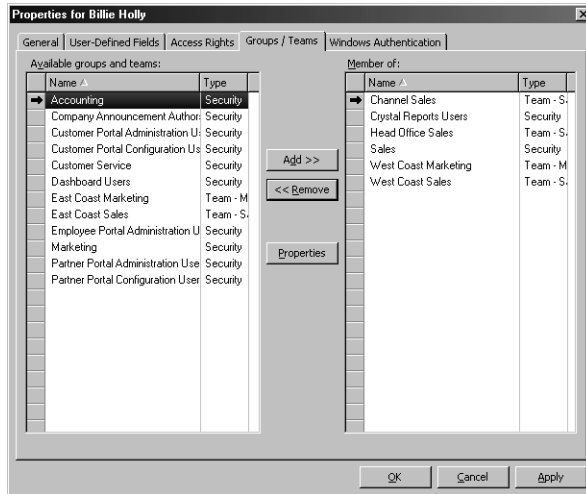 Properties for Billie Holly
General User-Defined Fields Access Rights Groups / Teams Windows Authentication
Available groups and teams:
Name Type
Accounting Security
Company Announcement Author Security
Customer Portal Administration U Security
Customer Portal Configuration Us Security
Customer Service Security
Dashboard Users Security
East Coast Marketing Team - M
East Coast Sales Team - S
Employee Portal Administration U Security
Marketing Security
Partner Portal Administration Use Security
Partner Portal Configuration User Security
Add >>
<< Remove
Properties
Member of:
Name Type
Channel Sales Team - S
Crystal Reports Users Security
Head Office Sales Team - S
Sales Security
West Coast Marketing Team - M
West Coast Sales Team - S
OK Cancel Apply